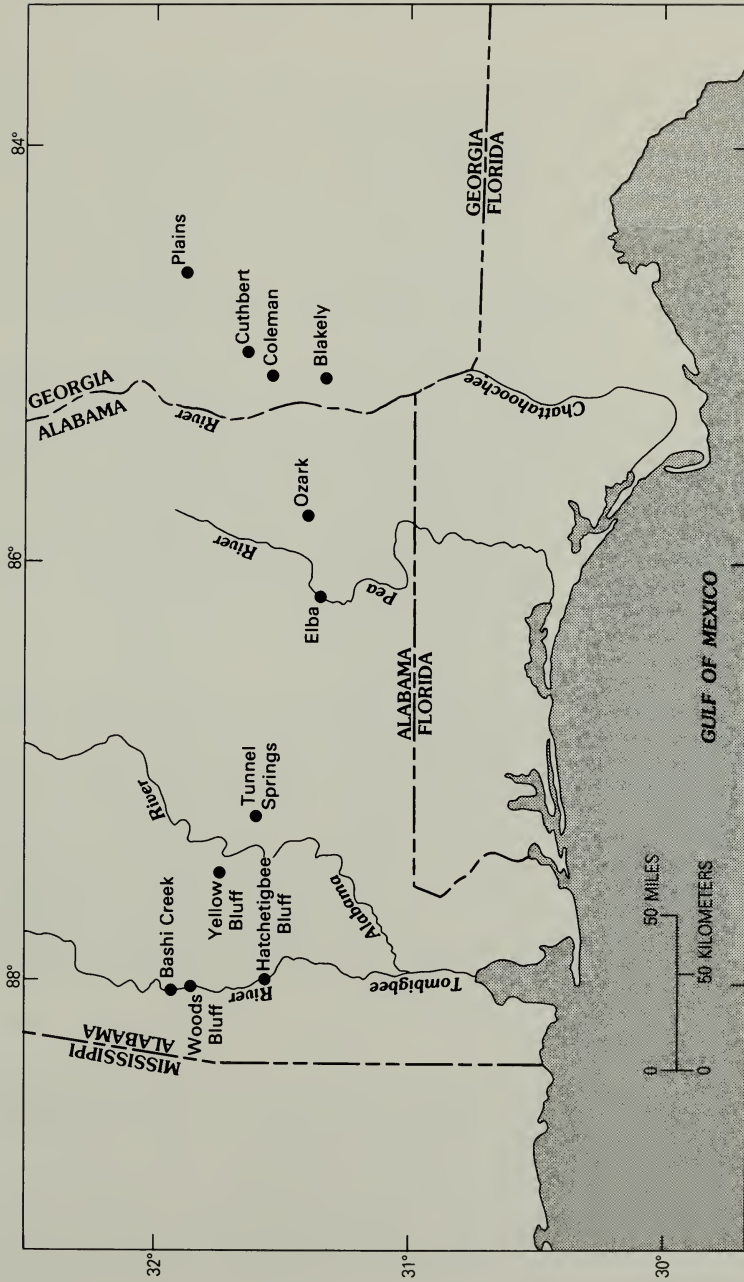 88°
86°
84°
32°
31°
30°
MISSISSIPPI
ALABAMA
Bashi Creek
Woods
Bluff
River
Hatchetigbee
Bluff
Yellow
Bluff
Tunnel
Springs
River
Alabama
Tombigbee
Elba
Ozark
River
Pea
ALABAMA
GEORGIA
River
Plains
Cuthbert
Coleman
Blakely
ALABAMA
FLORIDA
GEORGIA
FLORIDA
Chattahoochee
0 50 MILES
0 50 KILOMETERS
GULF OF MEXICO